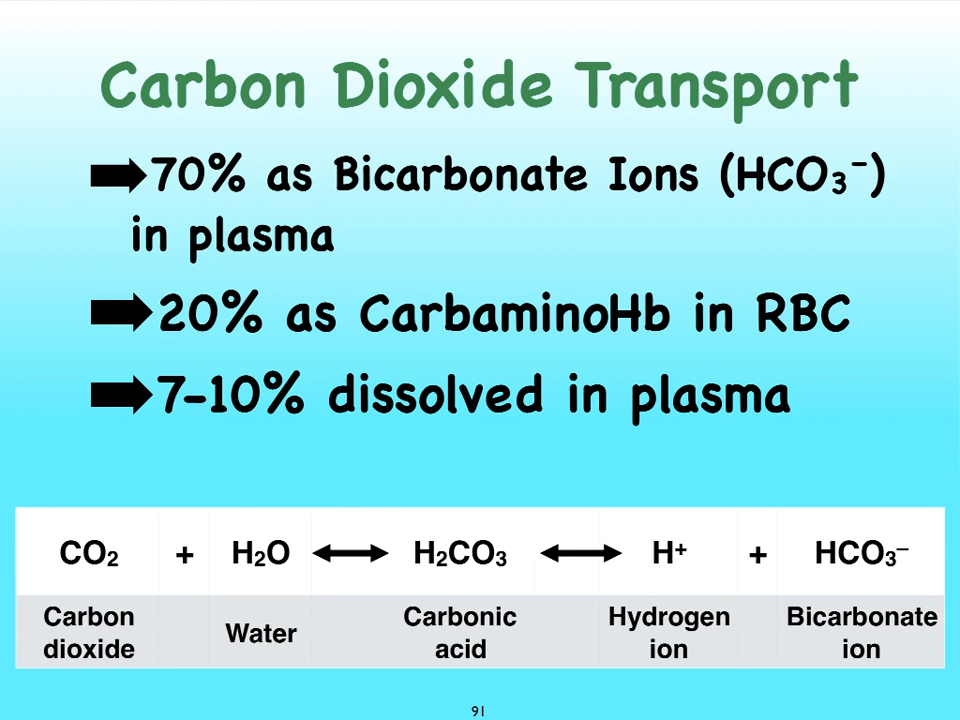 Carbon Dioxide Transport
➡70% as Bicarbonate Ions (HCO₃⁻)
in plasma
➡20% as CarbaminoHb in RBC
➡7-10% dissolved in plasma
CO₂ + H₂O ↔ H₂CO₃ ↔ H⁺ + HCO₃⁻
Carbon dioxide Water Carbonic acid Hydrogen ion Bicarbonate ion
91